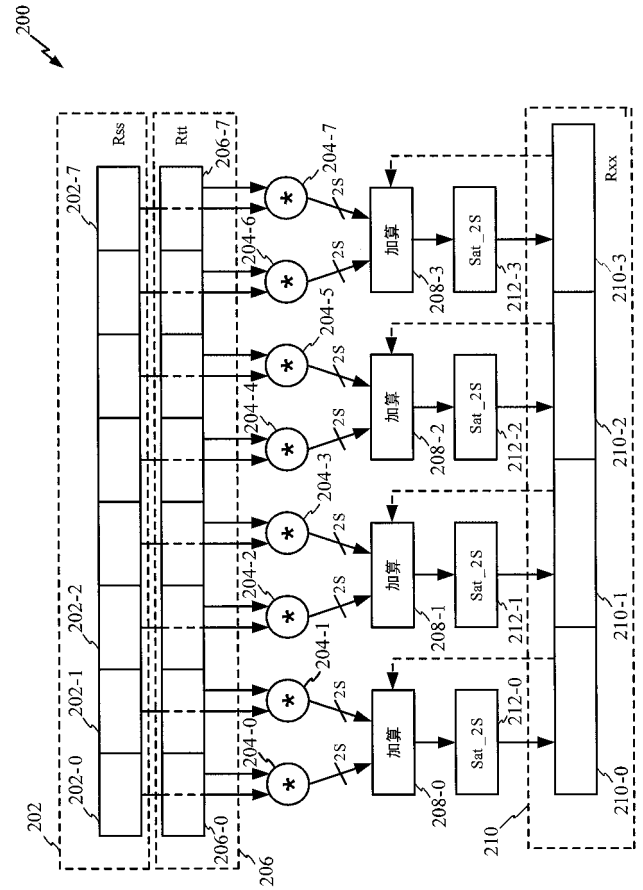 200
Rss
Rtt
202-7
206-7
202
202-0
202-1
202-2
206-0
206
204-0
204-1
204-2
204-3
204-4
204-5
204-6
204-7
*
*
*
*
*
*
*
*
2S
2S
2S
2S
2S
2S
2S
2S
加算
加算
加算
加算
208-0
208-1
208-2
208-3
Sat_2S
Sat_2S
Sat_2S
Sat_2S
212-0
212-1
212-2
212-3
210
210-0
210-1
210-2
210-3
Rxx